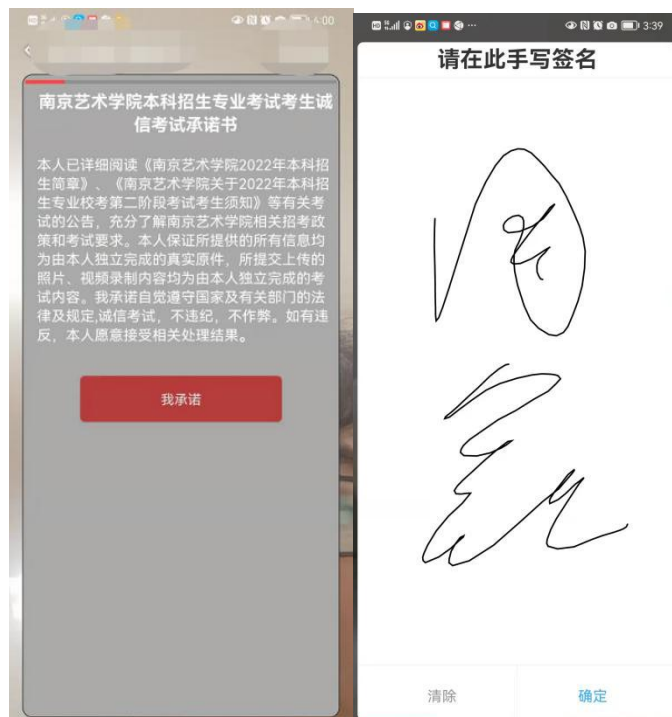 4:00
南京艺术学院本科招生专业考试考生诚
信考试承诺书
本人已详细阅读《南京艺术学院2022年本科招
生简章》、《南京艺术学院关于2022年本科招
生专业校考第二阶段考试考生须知》等有关考
试的公告，充分了解南京艺术学院相关招考政
策和考试要求。本人保证所提供的所有信息均
为由本人独立完成的真实原件，所提交上传的
照片、视频录制内容均为由本人独立完成的考
试内容。我承诺自觉遵守国家及有关部门的法
律及规定,诚信考试，不违纪，不作弊。如有违
反，本人愿意接受相关处理结果。
我承诺
3:39
请在此手写签名
清除
确定